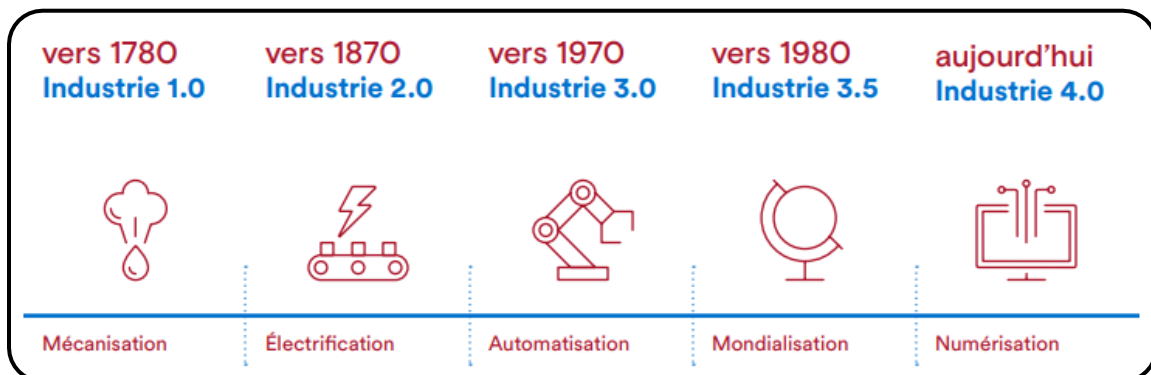 vers 1780
Industrie 1.0
vers 1870
Industrie 2.0
vers 1970
Industrie 3.0
vers 1980
Industrie 3.5
aujourd’hui
Industrie 4.0
Mécanisation
Électrification
Automatisation
Mondialisation
Numérisation